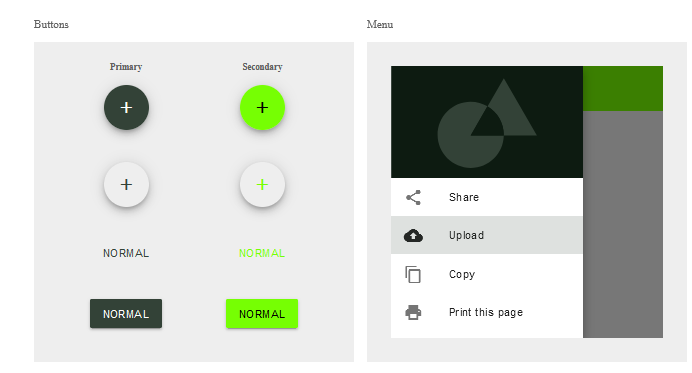 Buttons
Menu
Primary
Secondary
+
+
+
+
NORMAL
NORMAL
NORMAL
NORMAL
Share
Upload
Copy
Print this page